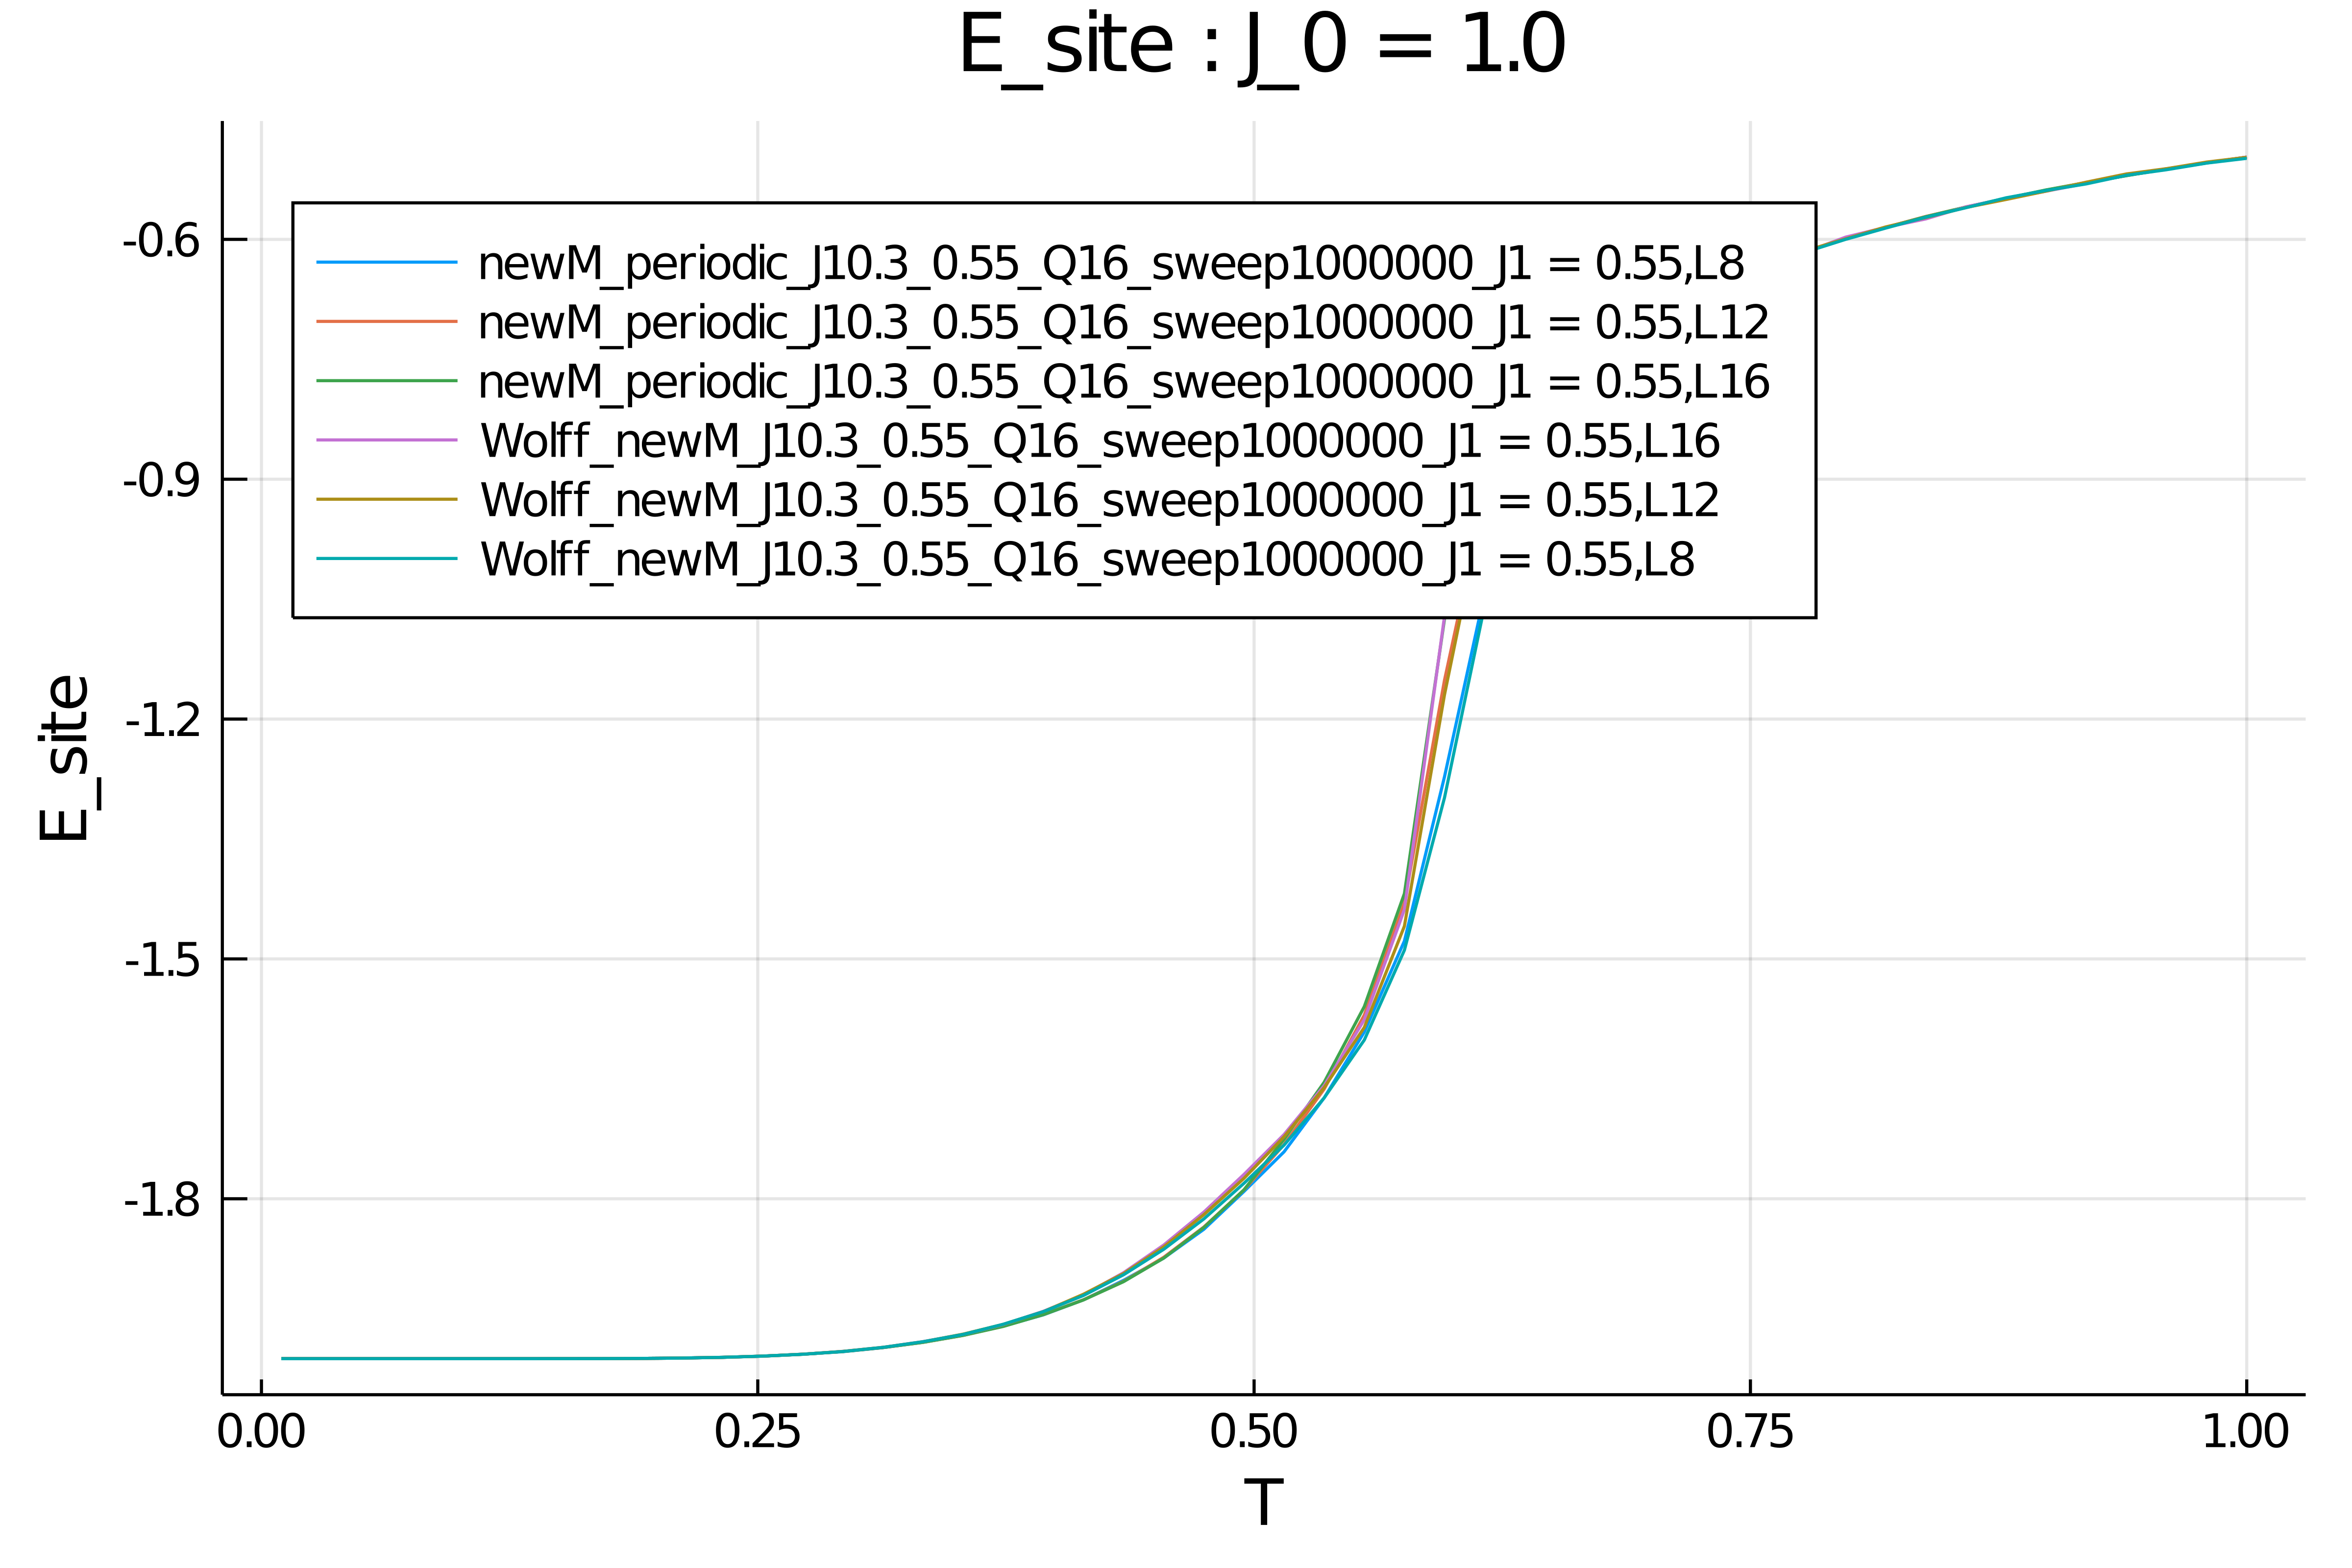 E_site : J_0 = 1.0
-0.6
-0.9
-1.2
-1.5
-1.8
E_site
newM_periodic_J10.3_0.55_Q16_sweep1000000_J1 = 0.55,L8
newM_periodic_J10.3_0.55_Q16_sweep1000000_J1 = 0.55,L12
newM_periodic_J10.3_0.55_Q16_sweep1000000_J1 = 0.55,L16
Wolff_newM_J10.3_0.55_Q16_sweep1000000_J1 = 0.55,L16
Wolff_newM_J10.3_0.55_Q16_sweep1000000_J1 = 0.55,L12
Wolff_newM_J10.3_0.55_Q16_sweep1000000_J1 = 0.55,L8
0.00 0.25 0.50 0.75 1.00
T